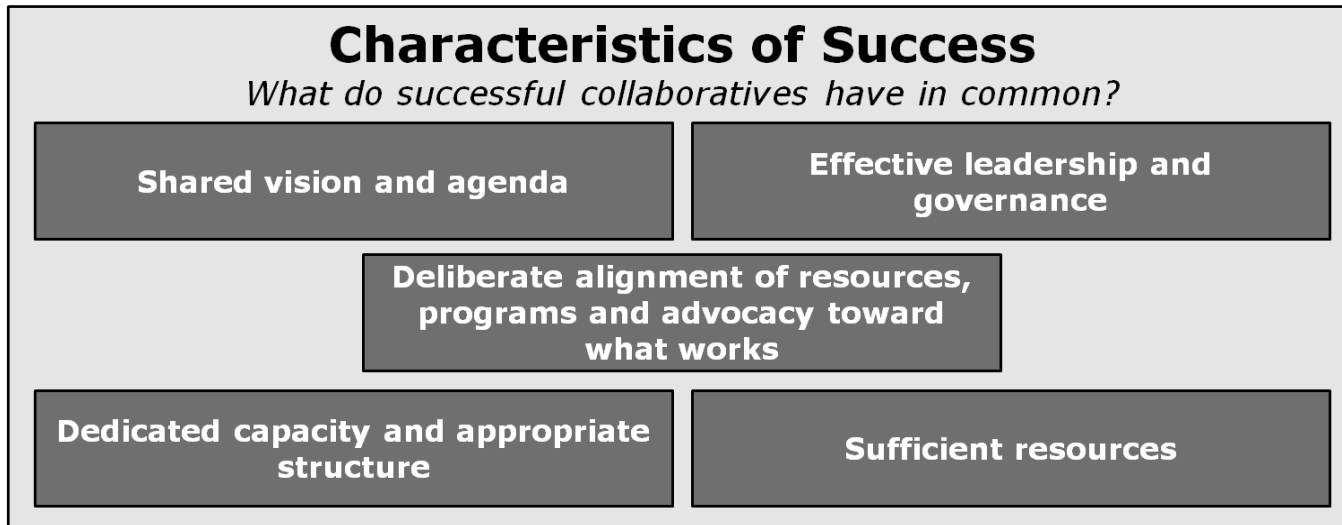 Characteristics of Success
What do successful collaboratives have in common?
Shared vision and agenda
Effective leadership and
governance
Deliberate alignment of resources,
programs and advocacy toward
what works
Dedicated capacity and appropriate
structure
Sufficient resources